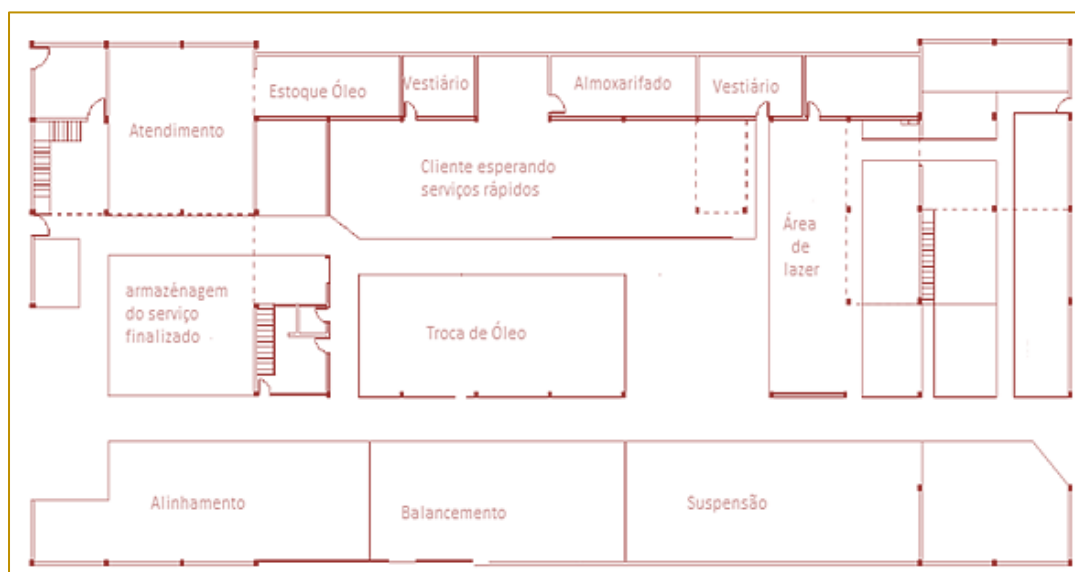 Estoque Óleo
Vestiário
Almoxarifado
Vestiário
Atendimento
Cliente esperando
serviços rápidos
Área
de
lazer
armazénagem
do serviço
finalizado
Troca de Óleo
Alinhamento
Balancemento
Suspensão